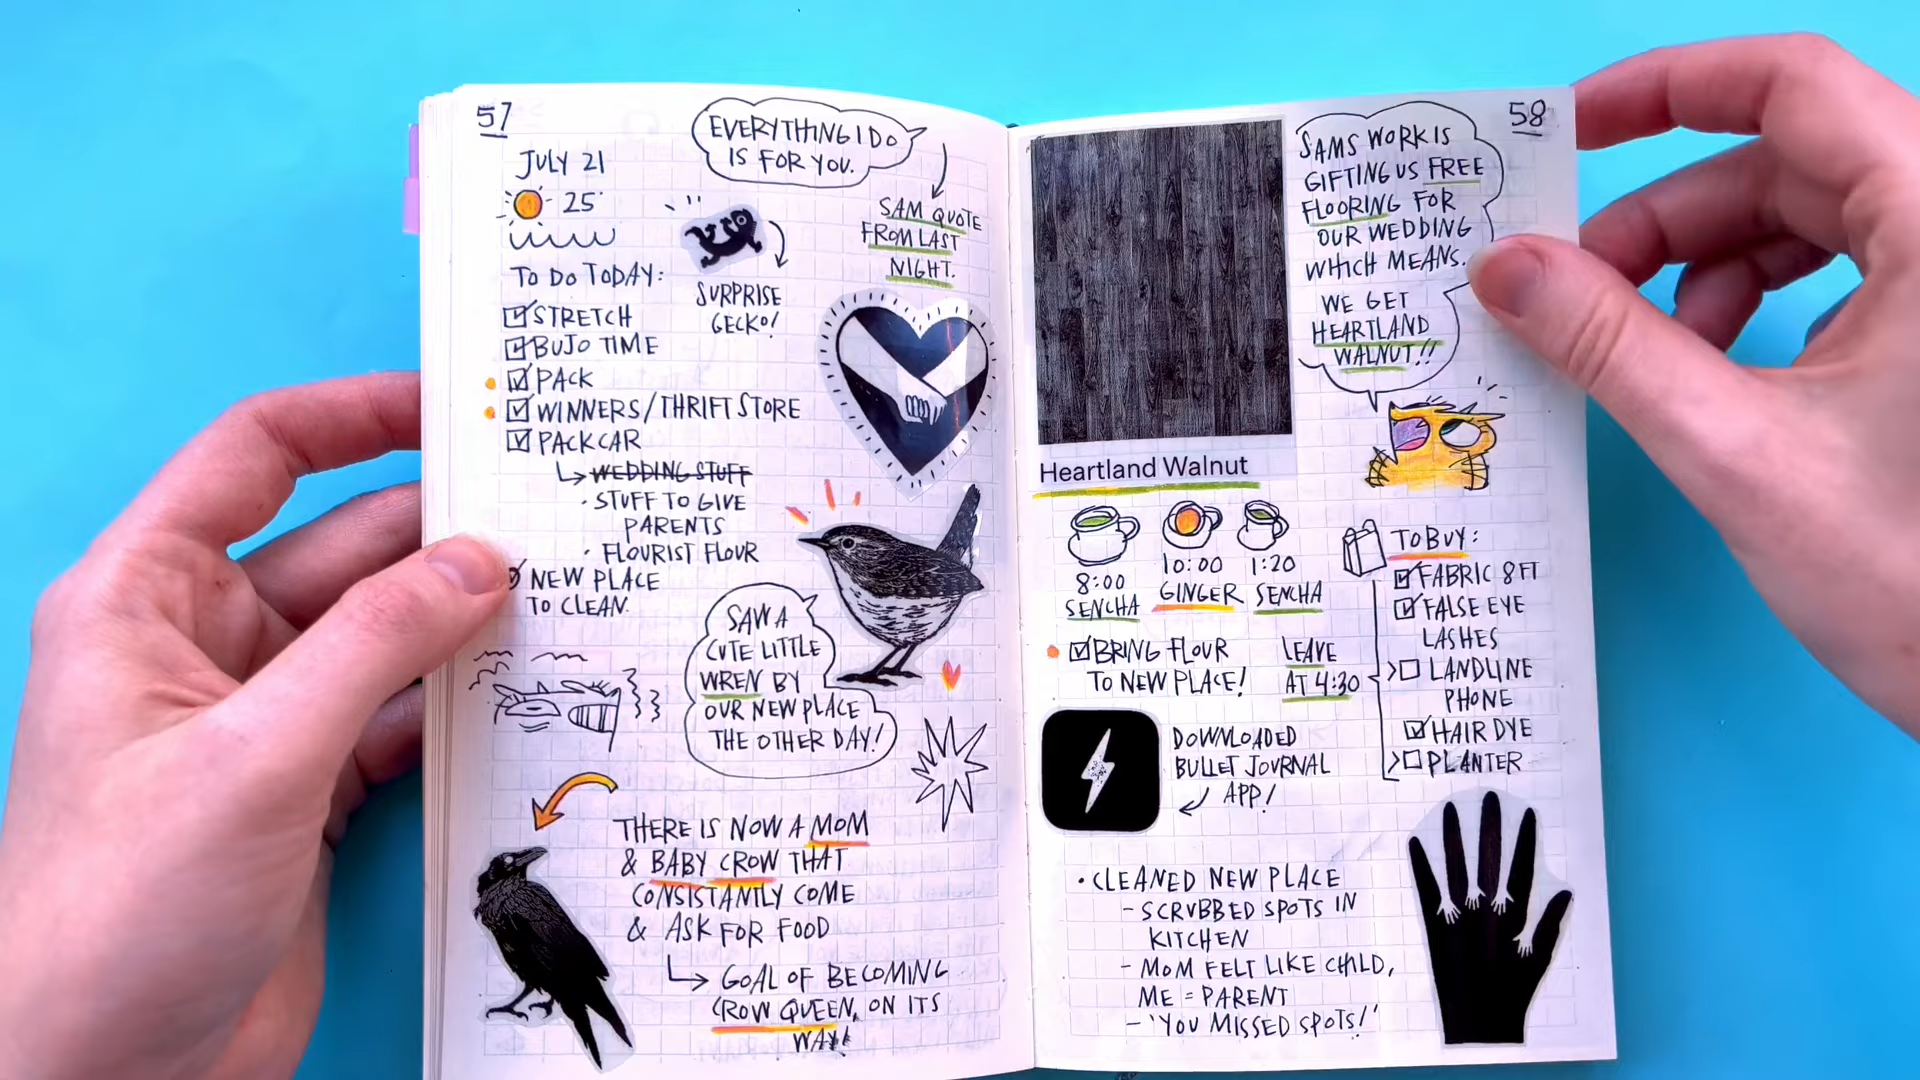 57
JULY 21
25°
TO DO TODAY:
STRETCH
BUJO TIME
PACK
WINNERS/THRIFT STORE
PACK CAR
WEDDING STUFF
· STUFF TO GIVE
PARENTS
· FLOURIST FLOUR
NEW PLACE
TO CLEAN.
EVERYTHING I DO
IS FOR YOU.
SAM QUOTE
FROM LAST
NIGHT.
SURPRISE
GECKO!
SAW A
CUTE LITTLE
WREN BY
OUR NEW PLACE
THE OTHER DAY!
THERE IS NOW A MOM
& BABY CROW THAT
CONSISTANTLY COME
& ASK FOR FOOD
GOAL OF BECOMING
CROW QUEEN, ON ITS
WAY!
58
SAMS WORK IS
GIFTING US FREE
FLOORING FOR
OUR WEDDING
WHICH MEANS.
WE GET
HEARTLAND
WALNUT!!
Heartland Walnut
8:00
SENCHA
10:00
GINGER
1:20
SENCHA
BRING FLOUR
TO NEW PLACE!
LEAVE
AT 4:30
TO BUY:
FABRIC 8FT
FALSE EYE
LASHES
LANDLINE
PHONE
HAIR DYE
PLANTER
DOWNLOADED
BULLET JOURNAL
APP!
· CLEANED NEW PLACE
- SCRUBBED SPOTS IN
KITCHEN
- MOM FELT LIKE CHILD,
ME = PARENT
- 'YOU MISSED SPOTS!'